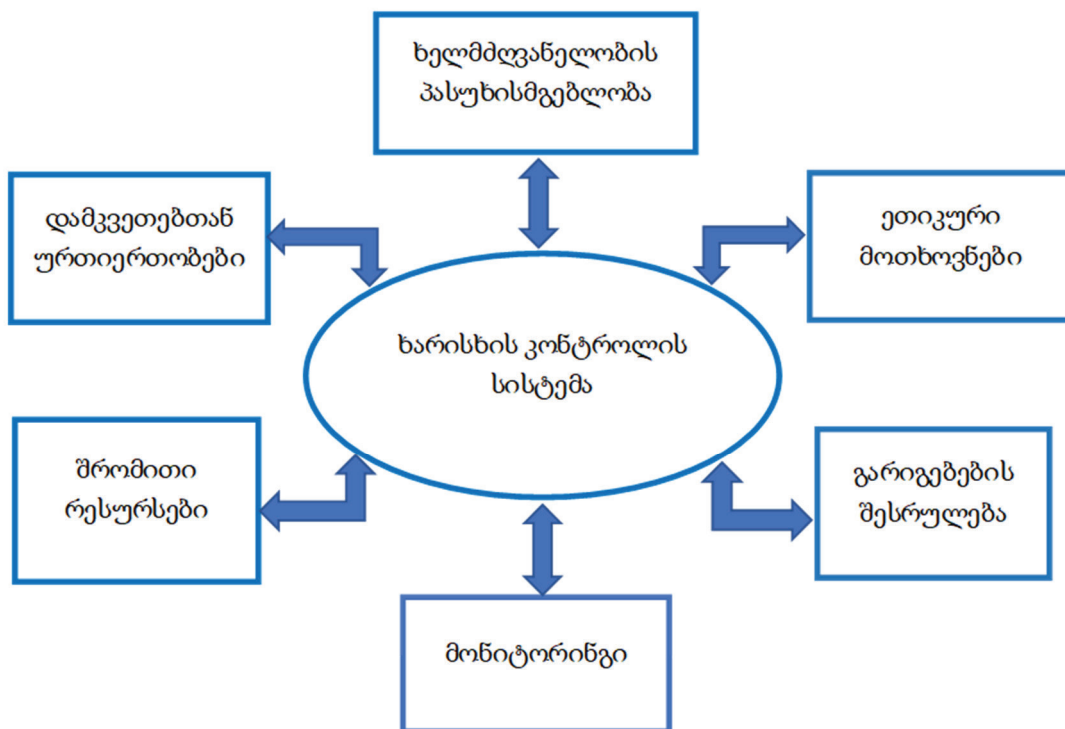 ხელმძღვანელობის
პასუხისმგებლობა
დამკვეთებთან
ურთიერთობები
ეთიკური
მოთხოვნები
ხარისხის კონტროლის
სისტემა
შრომითი
რესურსები
გარიგებების
შესრულება
მონიტორინგი